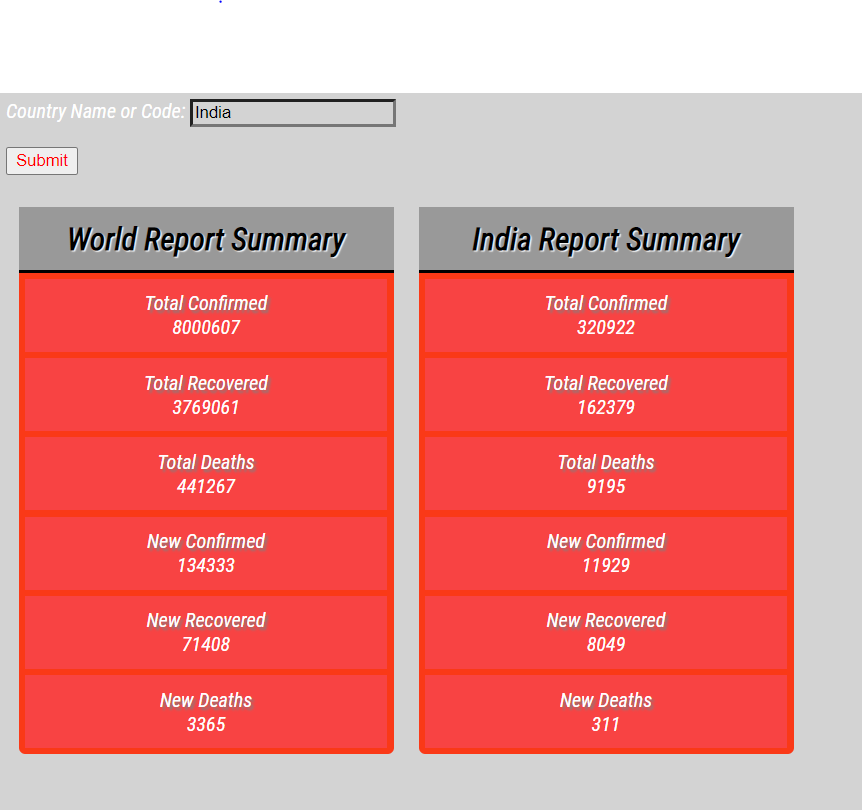 Country Name or Code: India
Submit
World Report Summary
Total Confirmed
8000607
Total Recovered
3769061
Total Deaths
441267
New Confirmed
134333
New Recovered
71408
New Deaths
3365
India Report Summary
Total Confirmed
320922
Total Recovered
162379
Total Deaths
9195
New Confirmed
11929
New Recovered
8049
New Deaths
311